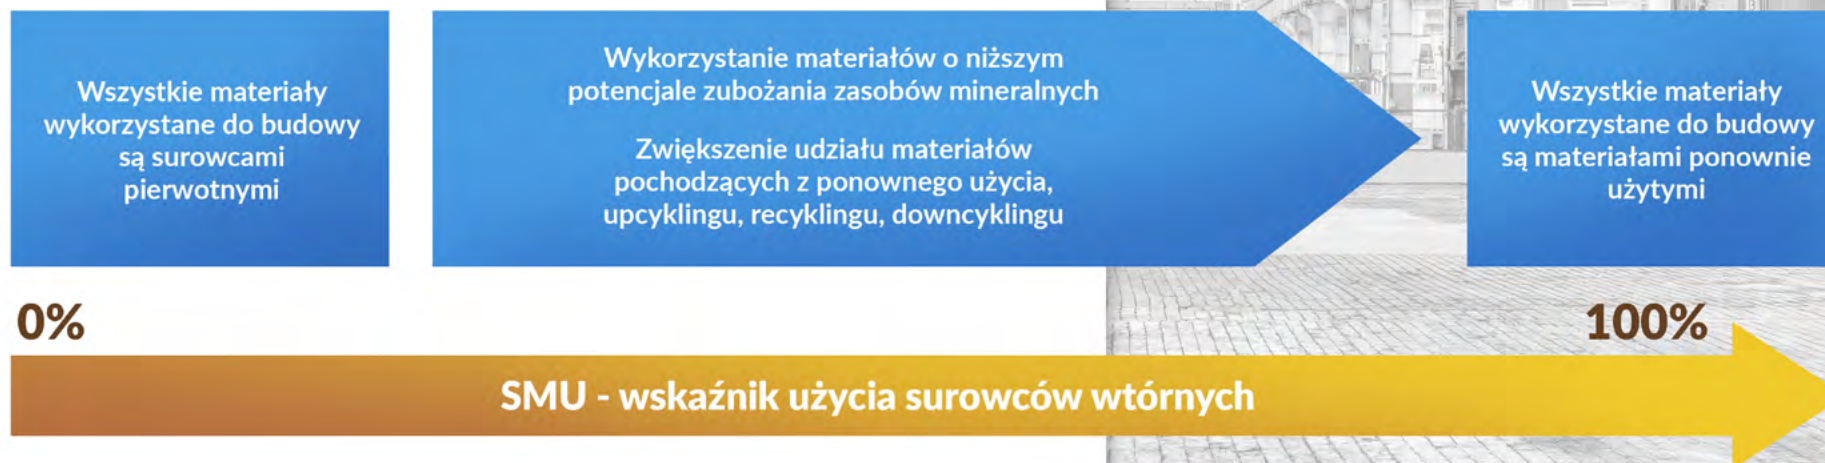 Wszystkie materiały
wykorzystane do budowy
są surowcami
pierwotnymi
Wykorzystanie materiałów o niższym
potencjale zubożania zasobów mineralnych
Zwiększenie udziału materiałów
pochodzących z ponownego użycia,
upcyklingu, recyklingu, downcyklingu
Wszystkie materiały
wykorzystane do budowy
są materiałami ponownie
użytymi
0%
100%
SMU - wskaźnik użycia surowców wtórnych